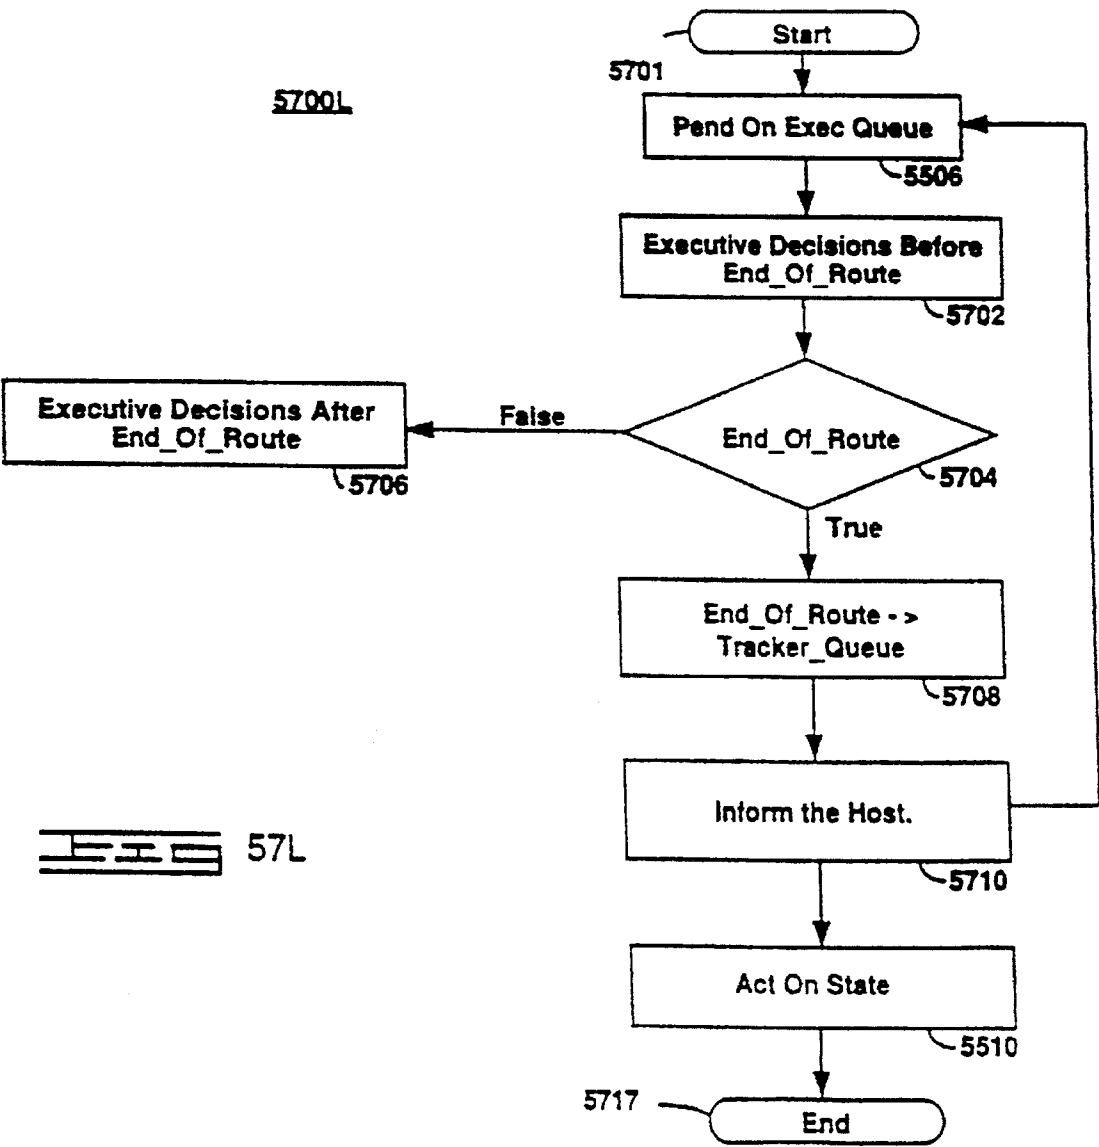 Start
5701
5700L
Pend On Exec Queue
5506
Executive Decisions Before
End_Of_Route
5702
Executive Decisions After
End_Of_Route
5706
False
End_Of_Route
5704
True
End_Of_Route - >
Tracker_Queue
5708
Inform the Host.
57L
5710
Act On State
5510
5717
End